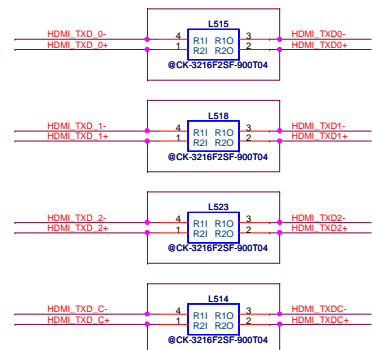 L515
HDMI_TXD_0- 4 R1I R1O 3 HDMI_TXD0-
HDMI_TXD_0+ 1 R2I R2O 2 HDMI_TXD0+
@CK-3216F2SF-900T04
L518
HDMI_TXD_1- 4 R1I R1O 3 HDMI_TXD1-
HDMI_TXD_1+ 1 R2I R2O 2 HDMI_TXD1+
@CK-3216F2SF-900T04
L523
HDMI_TXD_2- 4 R1I R1O 3 HDMI_TXD2-
HDMI_TXD_2+ 1 R2I R2O 2 HDMI_TXD2+
@CK-3216F2SF-900T04
L514
HDMI_TXD_C- 4 R1I R1O 3 HDMI_TXDC-
HDMI_TXD_C+ 1 R2I R2O 2 HDMI_TXDC+
@CK-3216F2SF-900T04